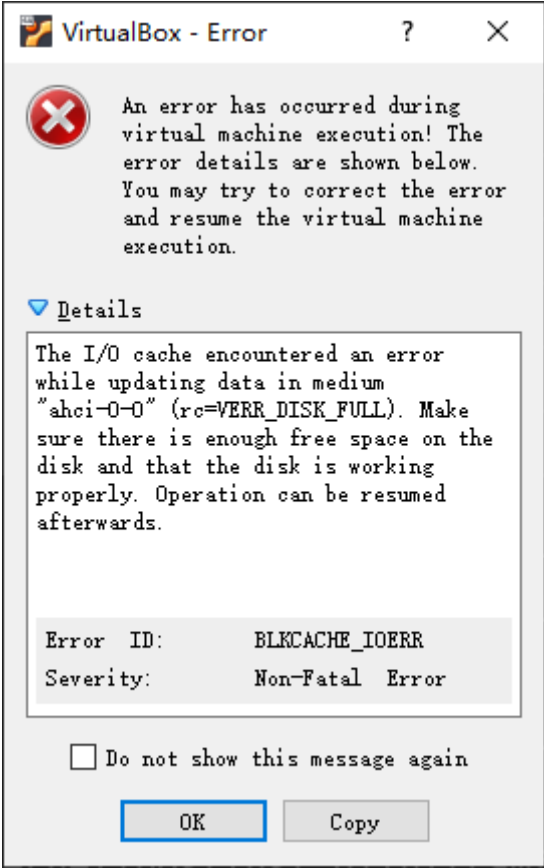 VirtualBox - Error
?
An error has occurred during
virtual machine execution! The
error details are shown below.
You may try to correct the error
and resume the virtual machine
execution.
Details
The I/O cache encountered an error
while updating data in medium
"ahci-0-0" (rc=VERR_DISK_FULL). Make
sure there is enough free space on the
disk and that the disk is working
properly. Operation can be resumed
afterwards.
Error ID: BLKCACHE_IOERR
Severity: Non-Fatal Error
Do not show this message again
OK Copy